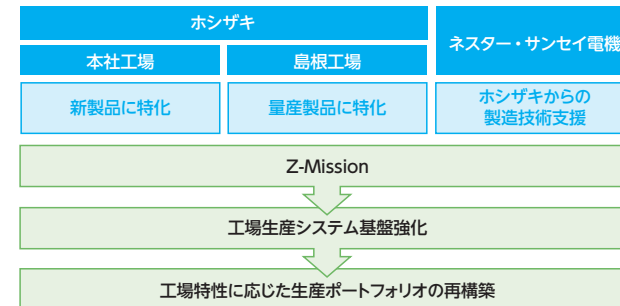 ホシザキ
ネスター・サンセイ電機
本社工場
島根工場
新製品に特化
量産製品に特化
ホシザキからの
製造技術支援
Z-Mission
工場生産システム基盤強化
工場特性に応じた生産ポートフォリオの再構築